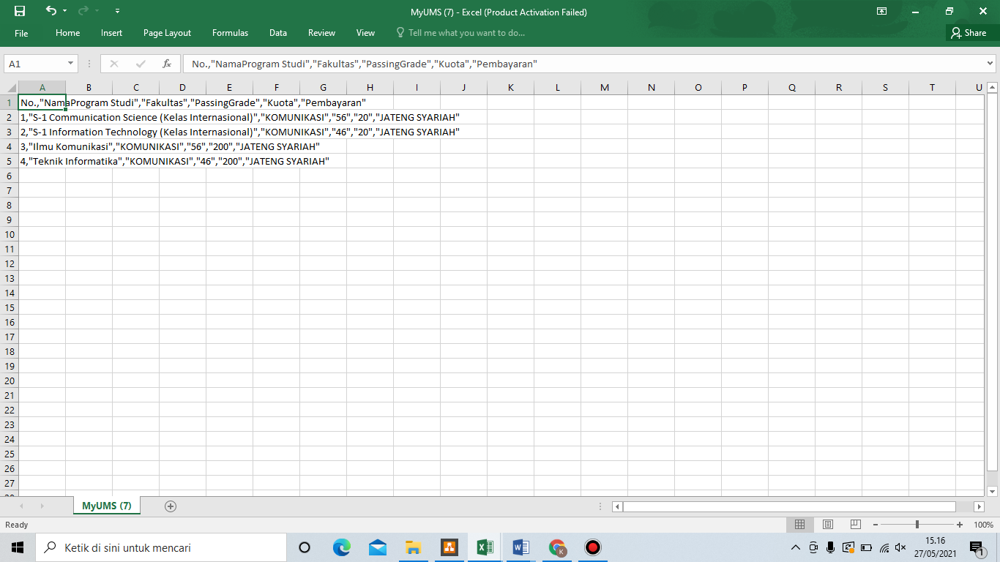 MyUMS (7) - Excel (Product Activation Failed)
File Home Insert Page Layout Formulas Data Review View Tell me what you want to do... Share
A1 fx No.,"NamaProgram Studi","Fakultas","PassingGrade","Kuota","Pembayaran"
A B C D E F G H I J K L M N O P Q R S T U
1 No.,"NamaProgram Studi","Fakultas","PassingGrade","Kuota","Pembayaran"
2 1,"S-1 Communication Science (Kelas Internasional)","KOMUNIKASI","56","20","JATENG SYARIAH"
3 2,"S-1 Information Technology (Kelas Internasional)","KOMUNIKASI","46","20","JATENG SYARIAH"
4 3,"Ilmu Komunikasi","KOMUNIKASI","56","200","JATENG SYARIAH"
5 4,"Teknik Informatika","KOMUNIKASI","46","200","JATENG SYARIAH"
6
7
8
9
10
11
12
13
14
15
16
17
18
19
20
21
22
23
24
25
26
27
MyUMS (7)
Ready 100%
Ketik di sini untuk mencari
K
15.16
27/05/2021
1